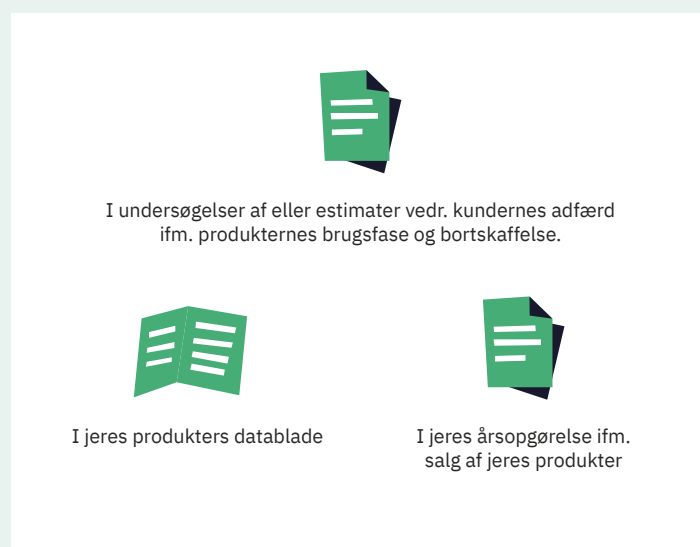 I undersøgelser af eller estimater vedr. kundernes adfærd
ifm. produkternes brugsfase og bortskaffelse.
I jeres produkters datablade
I jeres årsopgørelse ifm.
salg af jeres produkter